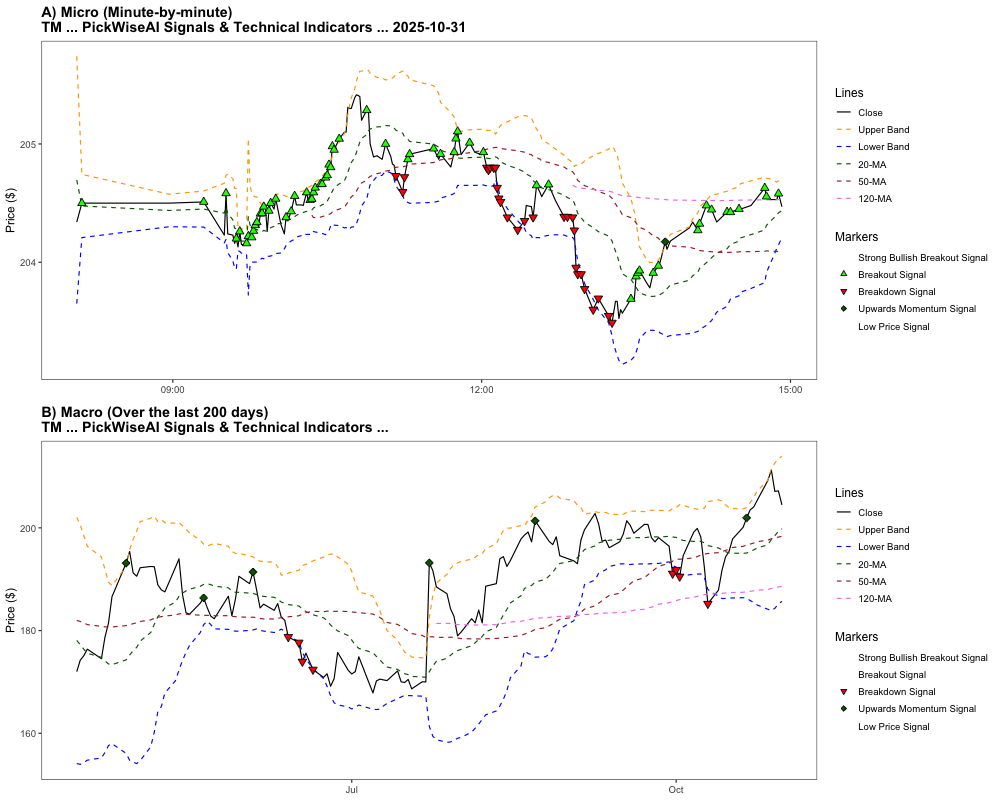 A) Micro (Minute-by-minute)
TM ... PickWiseAI Signals & Technical Indicators ... 2025-10-31
Price ($)
205
204
09:00
12:00
15:00
Lines
Close
Upper Band
Lower Band
20-MA
50-MA
120-MA
Markers
Strong Bullish Breakout Signal
Breakout Signal
Breakdown Signal
Upwards Momentum Signal
Low Price Signal
B) Macro (Over the last 200 days)
TM ... PickWiseAI Signals & Technical Indicators ...
Price ($)
200
180
160
Jul
Oct
Lines
Close
Upper Band
Lower Band
20-MA
50-MA
120-MA
Markers
Strong Bullish Breakout Signal
Breakout Signal
Breakdown Signal
Upwards Momentum Signal
Low Price Signal